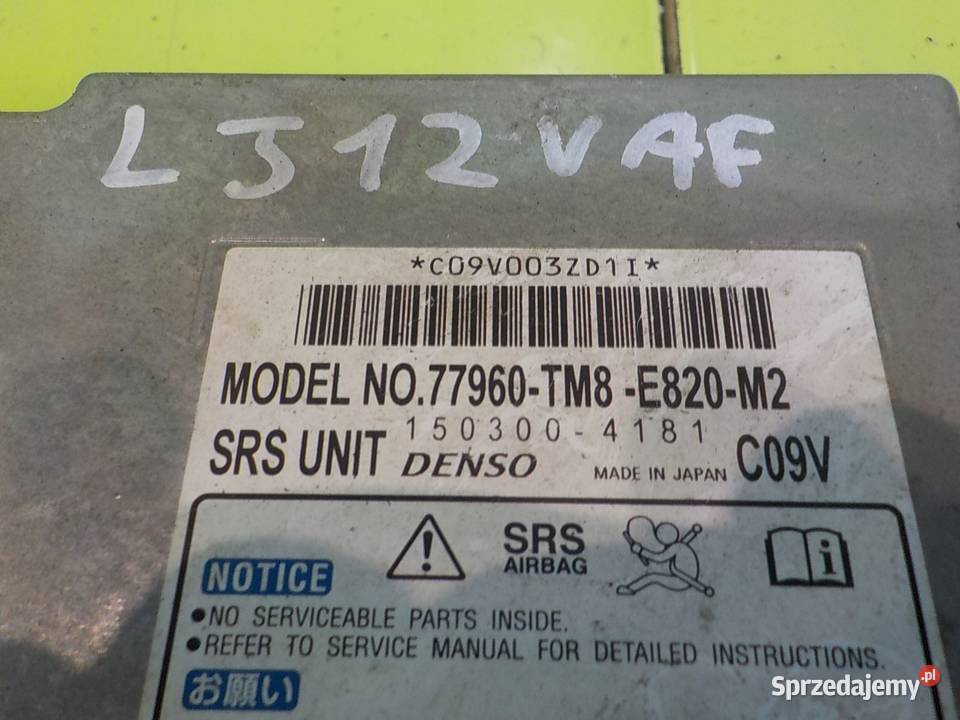 LJ12VAF
*C09V003ZD1I*
MODEL NO.77960-TM8 -E820-M2
150300-4181
SRS UNIT DENSO MADE IN JAPAN C09V
SRS
AIRBAG
NOTICE
●NO SERVICEABLE PARTS INSIDE.
●REFER TO SERVICE MANUAL FOR DETAILED INSTRUCTIONS.
お願い
Sprzedajemy.pl